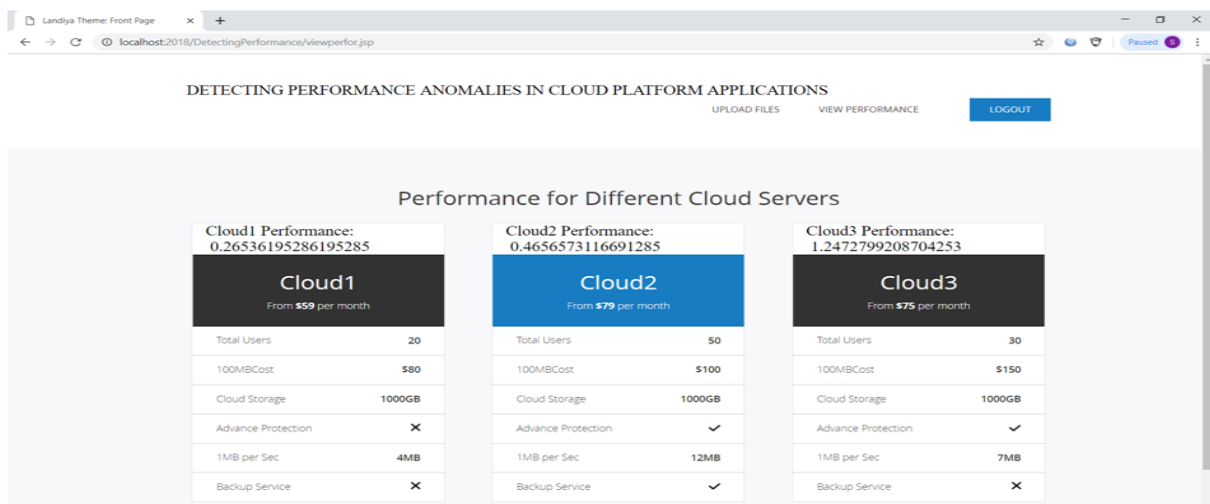 Landiya Theme: Front Page
localhost:2018/DetectingPerformance/viewperfor.jsp
Paused S
DETECTING PERFORMANCE ANOMALIES IN CLOUD PLATFORM APPLICATIONS
UPLOAD FILES VIEW PERFORMANCE LOGOUT
Performance for Different Cloud Servers
Cloud1 Performance:
0.26536195286195285
Cloud1
From $59 per month
Total Users 20
100MBCost $80
Cloud Storage 1000GB
Advance Protection ✕
1MB per Sec 4MB
Backup Service ✕
Cloud2 Performance:
0.4656573116691285
Cloud2
From $79 per month
Total Users 50
100MBCost $100
Cloud Storage 1000GB
Advance Protection ✓
1MB per Sec 12MB
Backup Service ✓
Cloud3 Performance:
1.2472799208704253
Cloud3
From $75 per month
Total Users 30
100MBCost $150
Cloud Storage 1000GB
Advance Protection ✓
1MB per Sec 7MB
Backup Service ✕